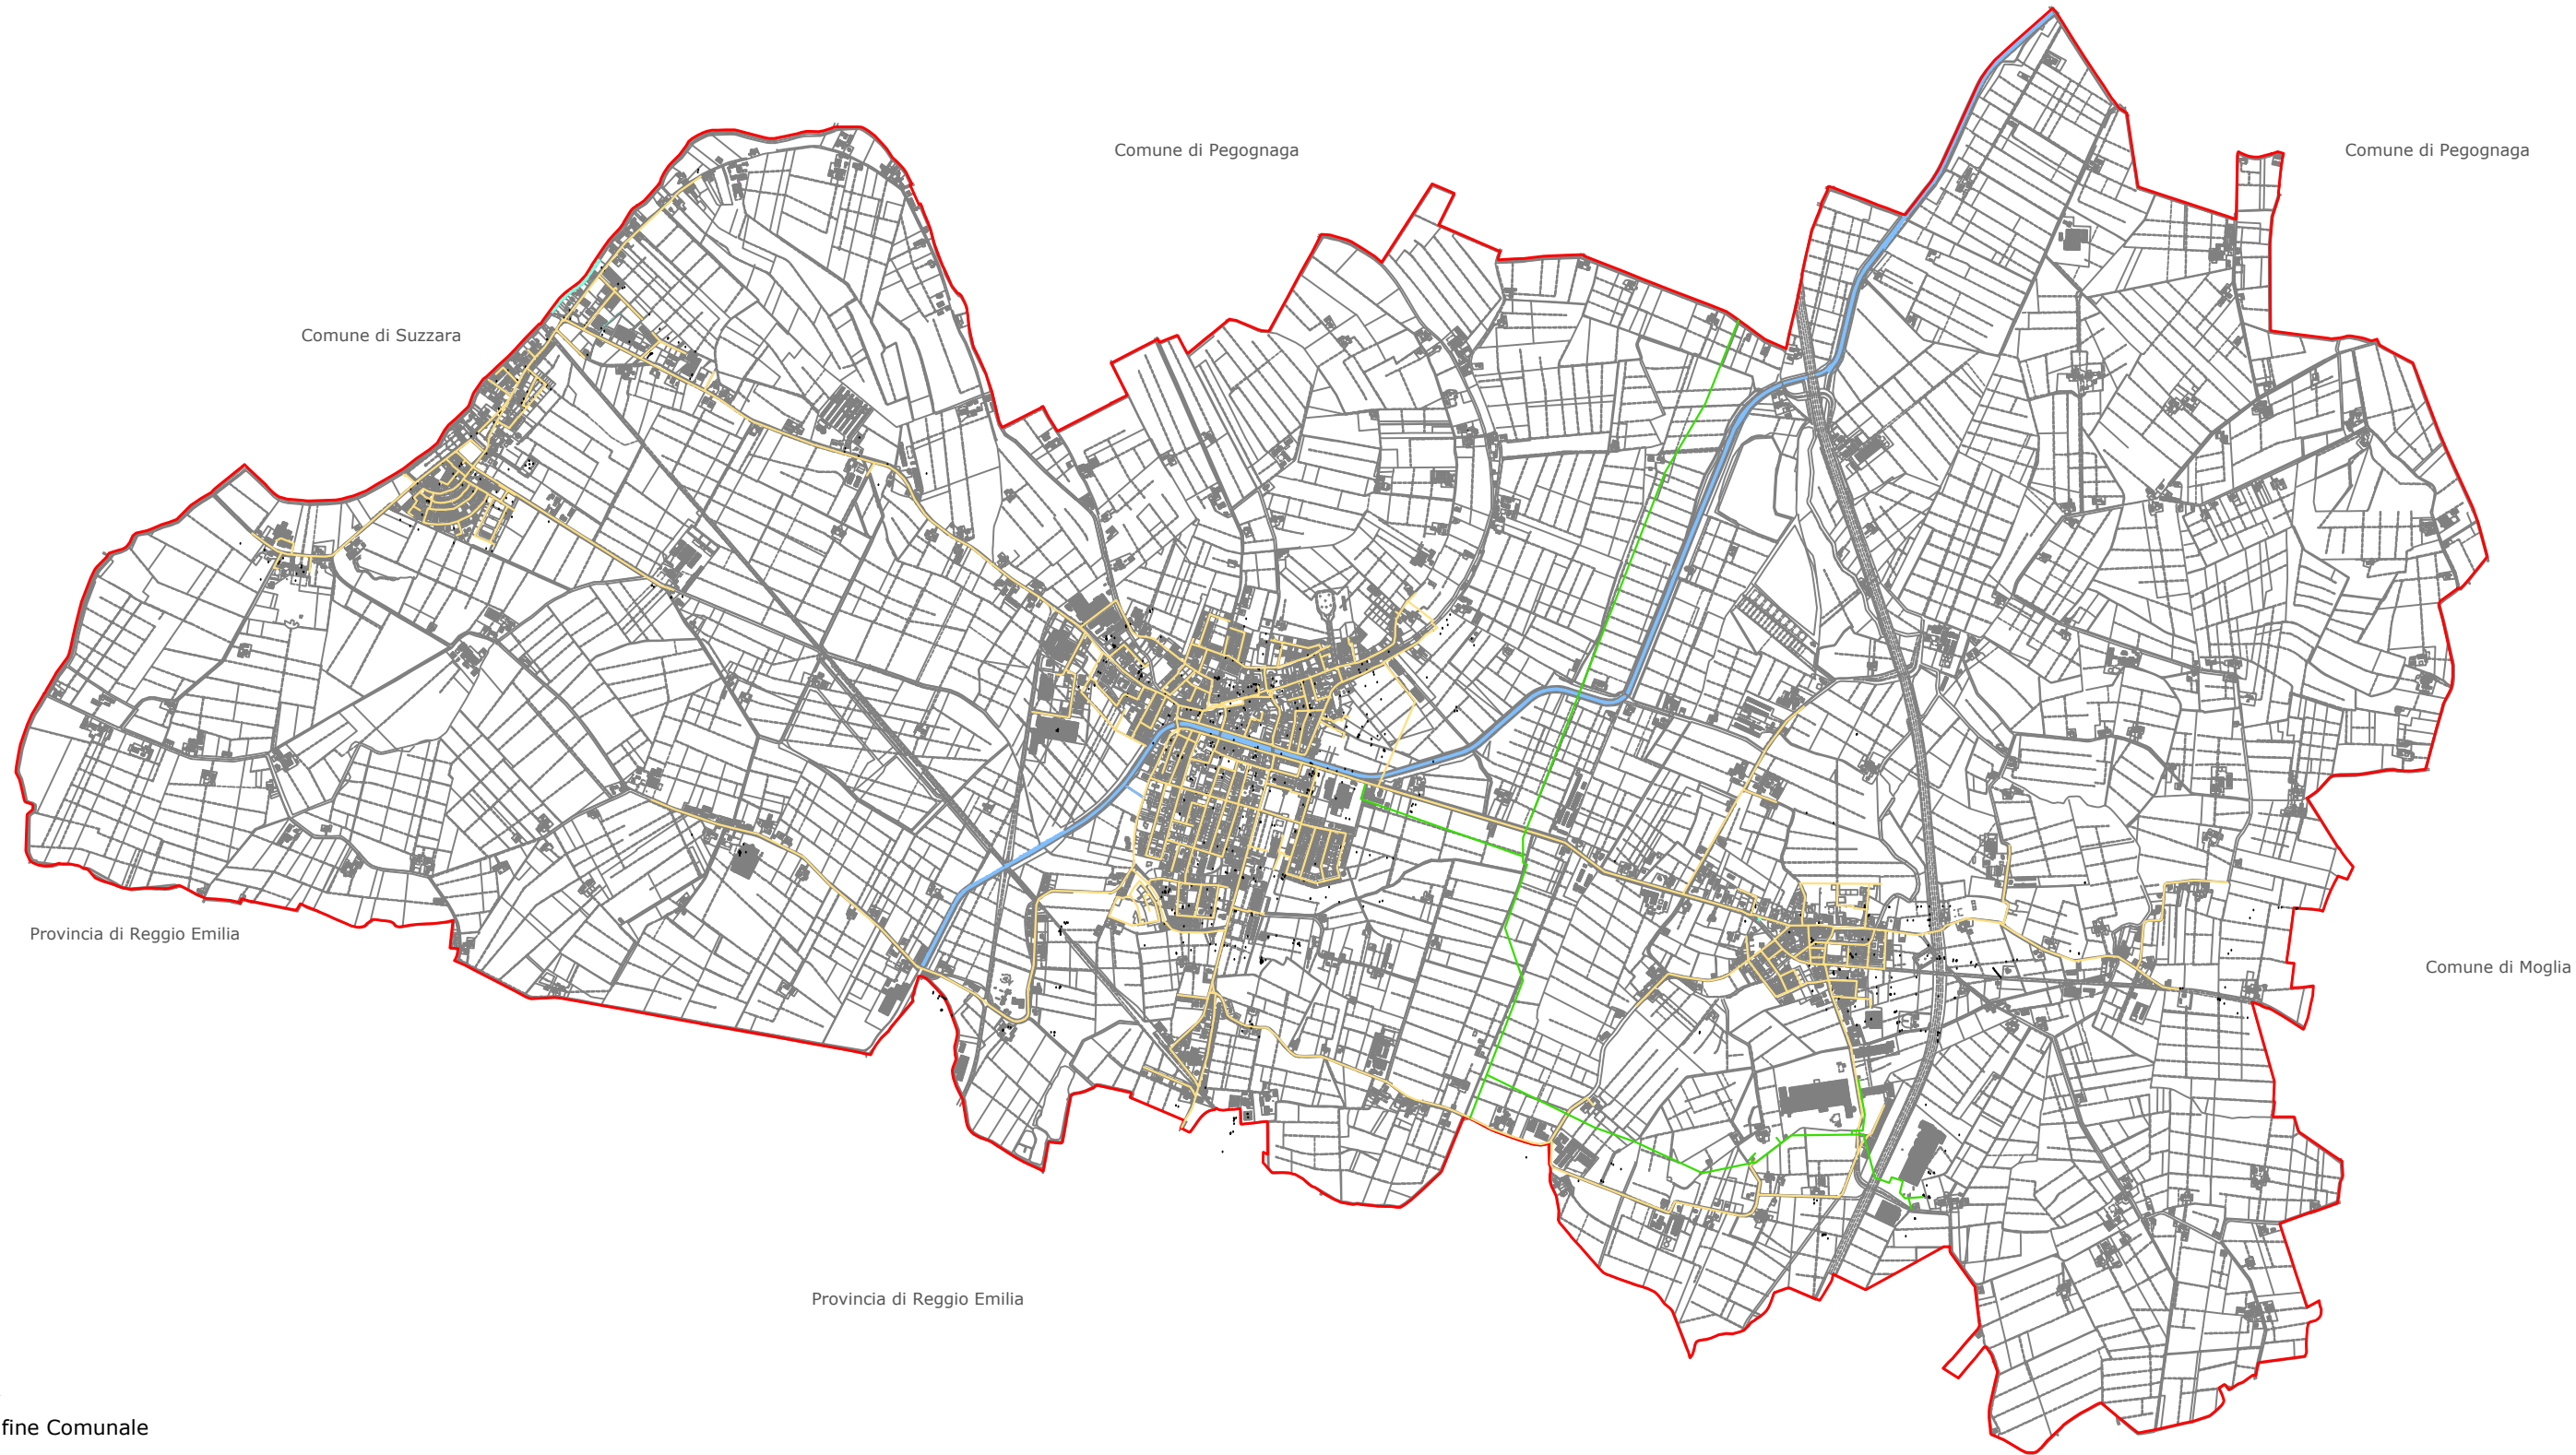 Comune di Pegognaga
Comune di Pegognaga
Comune di Suzzara
Provincia di Reggio Emilia
Comune di Moglia
Provincia di Reggio Emilia
fine Comunale